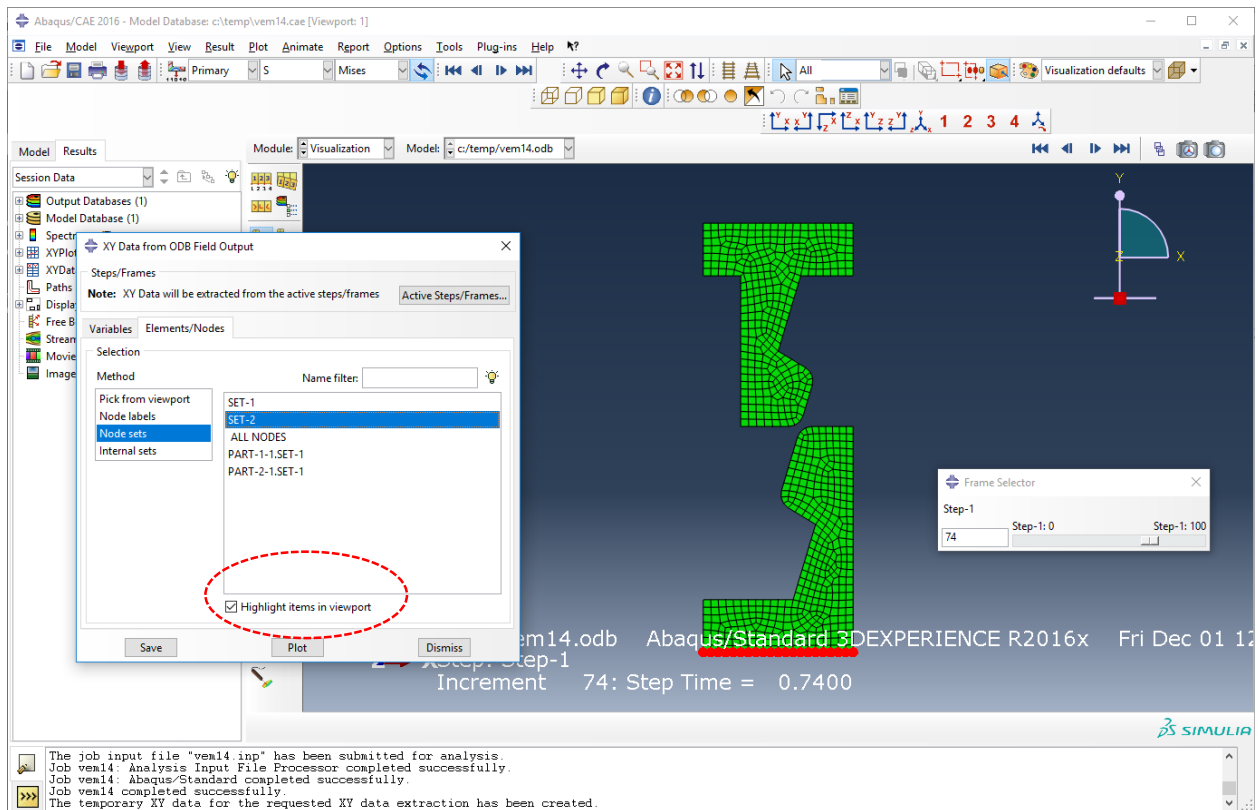 Abaqus/CAE 2016 - Model Database: c:\temp\vem14.cae [Viewport: 1]
File Model Viewport View Result Plot Animate Report Options Tools Plug-ins Help
Primary S Mises All Visualization defaults
1 2 3 4
Model Results
Module: Visualization Model: c:/temp/vem14.odb
Session Data
Output Databases (1)
Model Database (1)
Spectr
XYPlot
XYDat
Paths
Displa
Free B
Stream
Movie
Image
XY Data from ODB Field Output
Steps/Frames
Note: XY Data will be extracted from the active steps/frames
Active Steps/Frames...
Variables Elements/Nodes
Selection
Method
Name filter:
Pick from viewport
Node labels
Node sets
Internal sets
SET-1
SET-2
ALL NODES
PART-1-1.SET-1
PART-2-1.SET-1
Highlight items in viewport
Save Plot Dismiss
Y
Z X
Frame Selector
Step-1
74
Step-1: 0 Step-1: 100
em14.odb Abaqus/Standard 3DEXPERIENCE R2016x Fri Dec 01 12
X
Step: Step-1
Increment 74: Step Time = 0.7400
SIMULIA
The job input file "vem14.inp" has been submitted for analysis.
Job vem14: Analysis Input File Processor completed successfully.
Job vem14: Abaqus/Standard completed successfully.
Job vem14 completed successfully.
The temporary XY data for the requested XY data extraction has been created.